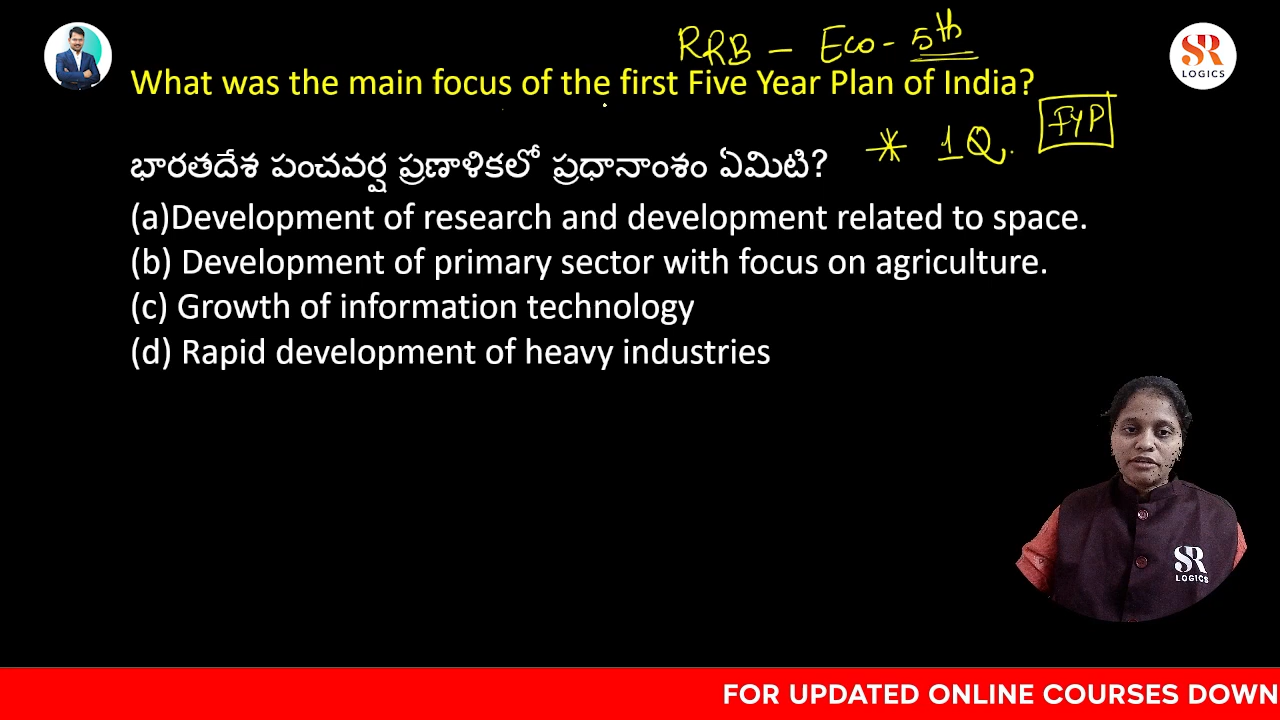 RRB - Eco - 5th
SR
LOGICS
What was the main focus of the first Five Year Plan of India?
* 1Q. FYP
భారతదేశ పంచవర్ష ప్రణాళికలో ప్రధానాంశం ఏమిటి?
(a)Development of research and development related to space.
(b) Development of primary sector with focus on agriculture.
(c) Growth of information technology
(d) Rapid development of heavy industries
SR
LOGICS
FOR UPDATED ONLINE COURSES DOWN